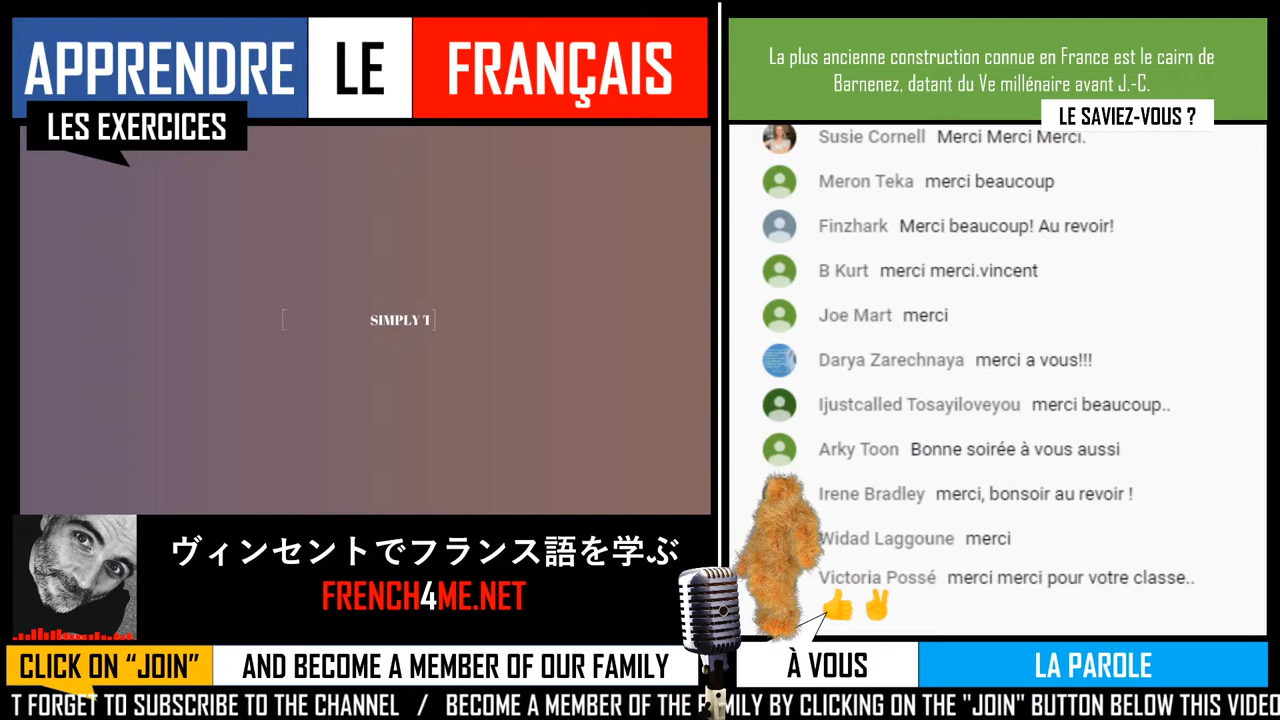 APPRENDRE LE FRANÇAIS
LES EXERCICES
SIMPLY T
ヴィンセントでフランス語を学ぶ
FRENCH4ME.NET
La plus ancienne construction connue en France est le cairn de
Barnenez, datant du Ve millénaire avant J.-C.
LE SAVIEZ-VOUS ?
Susie Cornell Merci Merci Merci.
Meron Teka merci beaucoup
Finzhark Merci beaucoup! Au revoir!
B Kurt merci merci.vincent
Joe Mart merci
Darya Zarechnaya merci a vous!!!
Ijustcalled Tosayiloveyou merci beaucoup..
Arky Toon Bonne soirée à vous aussi
Irene Bradley merci, bonsoir au revoir !
Widad Laggoune merci
Victoria Possé merci merci pour votre classe..
👍 ✌
CLICK ON “JOIN” AND BECOME A MEMBER OF OUR FAMILY
À VOUS LA PAROLE
T FORGET TO SUBSCRIBE TO THE CHANNEL / BECOME A MEMBER OF THE FAMILY BY CLICKING ON THE "JOIN" BUTTON BELOW THIS VIDEO